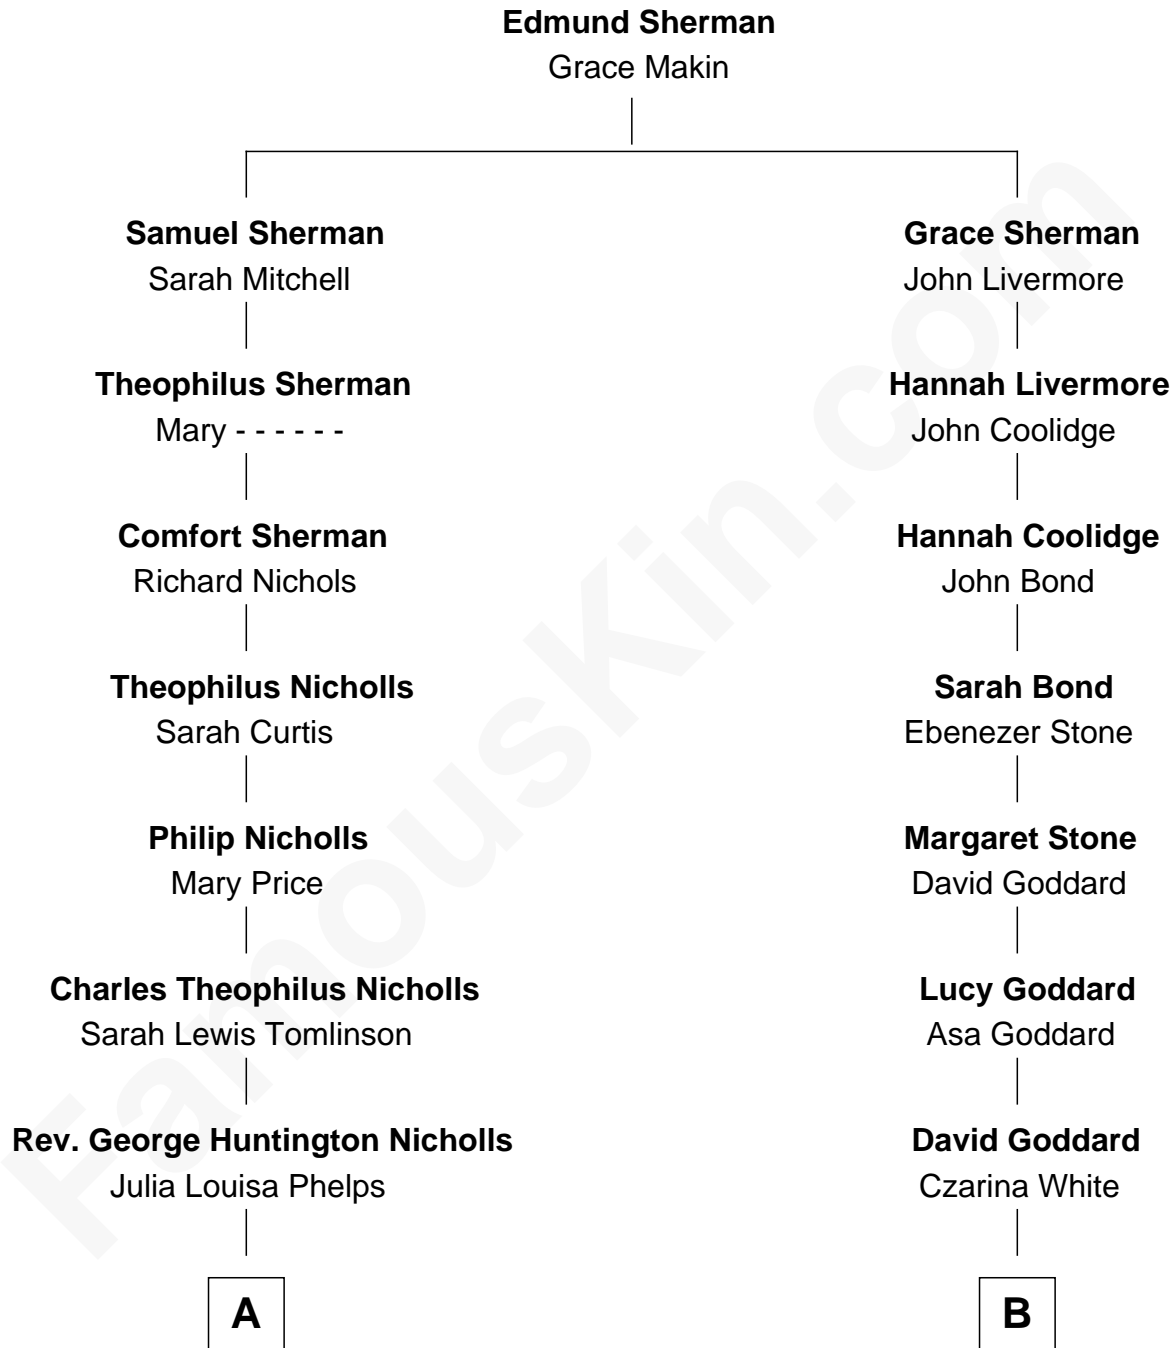 Edmund Sherman
Grace Makin
Samuel Sherman
Sarah Mitchell
Theophilus Sherman
Mary - - - - - -
Comfort Sherman
Richard Nichols
Theophilus Nicholls
Sarah Curtis
Philip Nicholls
Mary Price
Charles Theophilus Nicholls
Sarah Lewis Tomlinson
Rev. George Huntington Nicholls
Julia Louisa Phelps
A
Grace Sherman
John Livermore
Hannah Livermore
John Coolidge
Hannah Coolidge
John Bond
Sarah Bond
Ebenezer Stone
Margaret Stone
David Goddard
Lucy Goddard
Asa Goddard
David Goddard
Czarina White
B
FamousKin.com